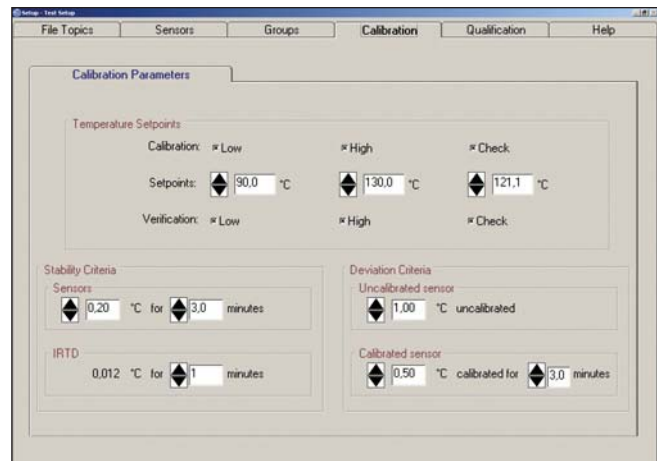 Setup - Test Setup
File Topics Sensors Groups Calibration Qualification Help
Calibration Parameters
Temperature Setpoints
Calibration: Low High Check
Setpoints: 90,0 °C 130,0 °C 121,1 °C
Verification: Low High Check
Stability Criteria
Sensors
0,20 °C for 3,0 minutes
IRTD
0,012 °C for 1 minutes
Deviation Criteria
Uncalibrated sensor
1,00 °C uncalibrated
Calibrated sensor
0,50 °C calibrated for 3,0 minutes